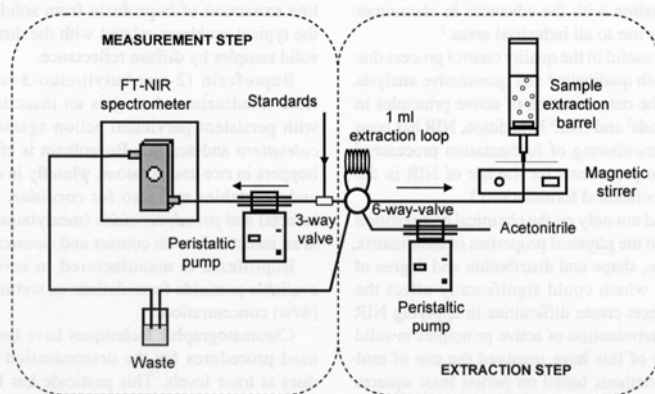 MEASUREMENT STEP
FT-NIR
spectrometer
Standards
1 ml
extraction loop
Sample
extraction
barrel
Magnetic
stirrer
3-way
valve
6-way-valve
Acetonitrile
Peristaltic
pump
Peristaltic
pump
Waste
EXTRACTION STEP